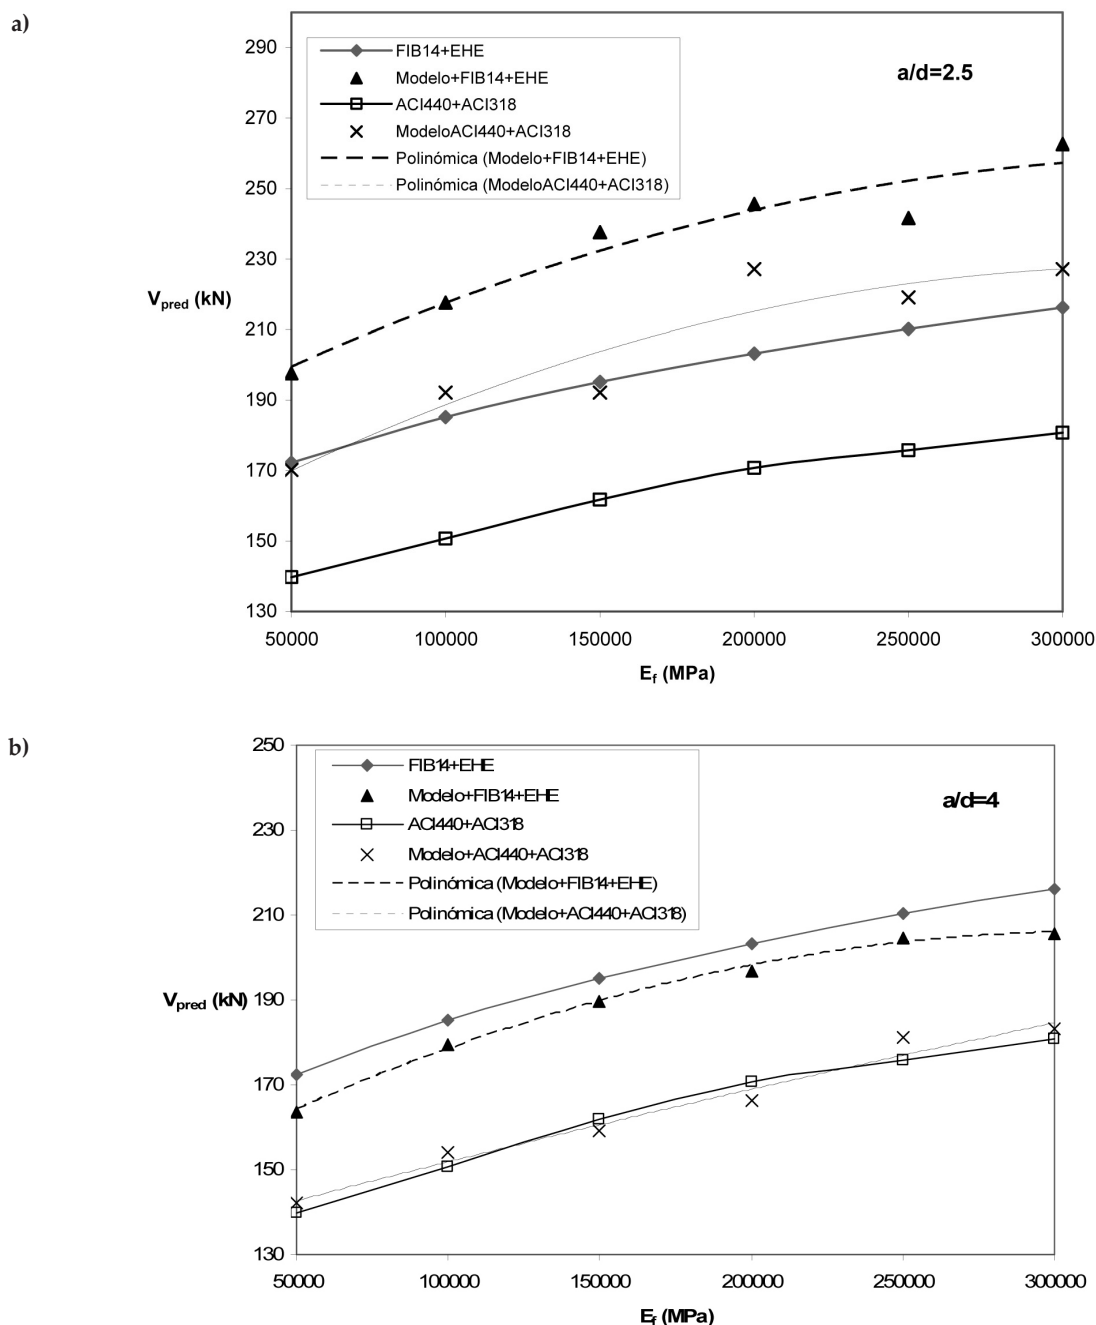 a)
290
270
250
230
210
190
170
150
130
V_pred (kN)
FIB14+EHE
Modelo+FIB14+EHE
ACI440+ACI318
ModeloACI440+ACI318
Polinómica (Modelo+FIB14+EHE)
Polinómica (ModeloACI440+ACI318)
a/d=2.5
50000 100000 150000 200000 250000 300000
E_f (MPa)
b)
250
230
210
190
170
150
130
V_pred (kN)
FIB14+EHE
Modelo+FIB14+EHE
ACI440+ACI318
Modelo+ACI440+ACI318
Polinómica (Modelo+FIB14+EHE)
Polinómica (Modelo+ACI440+ACI318)
a/d=4
50000 100000 150000 200000 250000 300000
E_f (MPa)